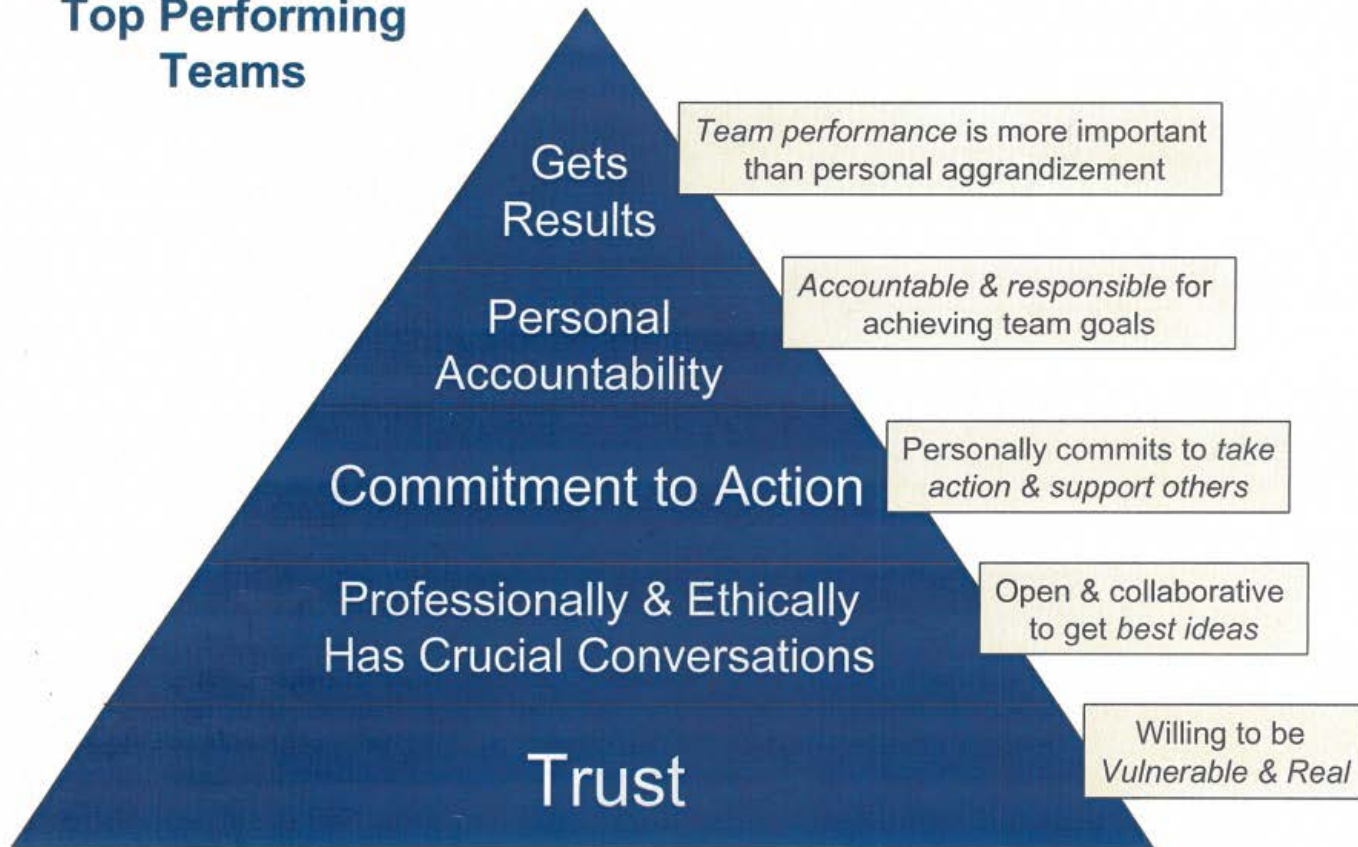 Top Performing
Teams
Gets
Results
Team performance is more important
than personal aggrandizement
Personal
Accountability
Accountable & responsible for
achieving team goals
Commitment to Action
Personally commits to take
action & support others
Professionally & Ethically
Has Crucial Conversations
Open & collaborative
to get best ideas
Trust
Willing to be
Vulnerable & Real